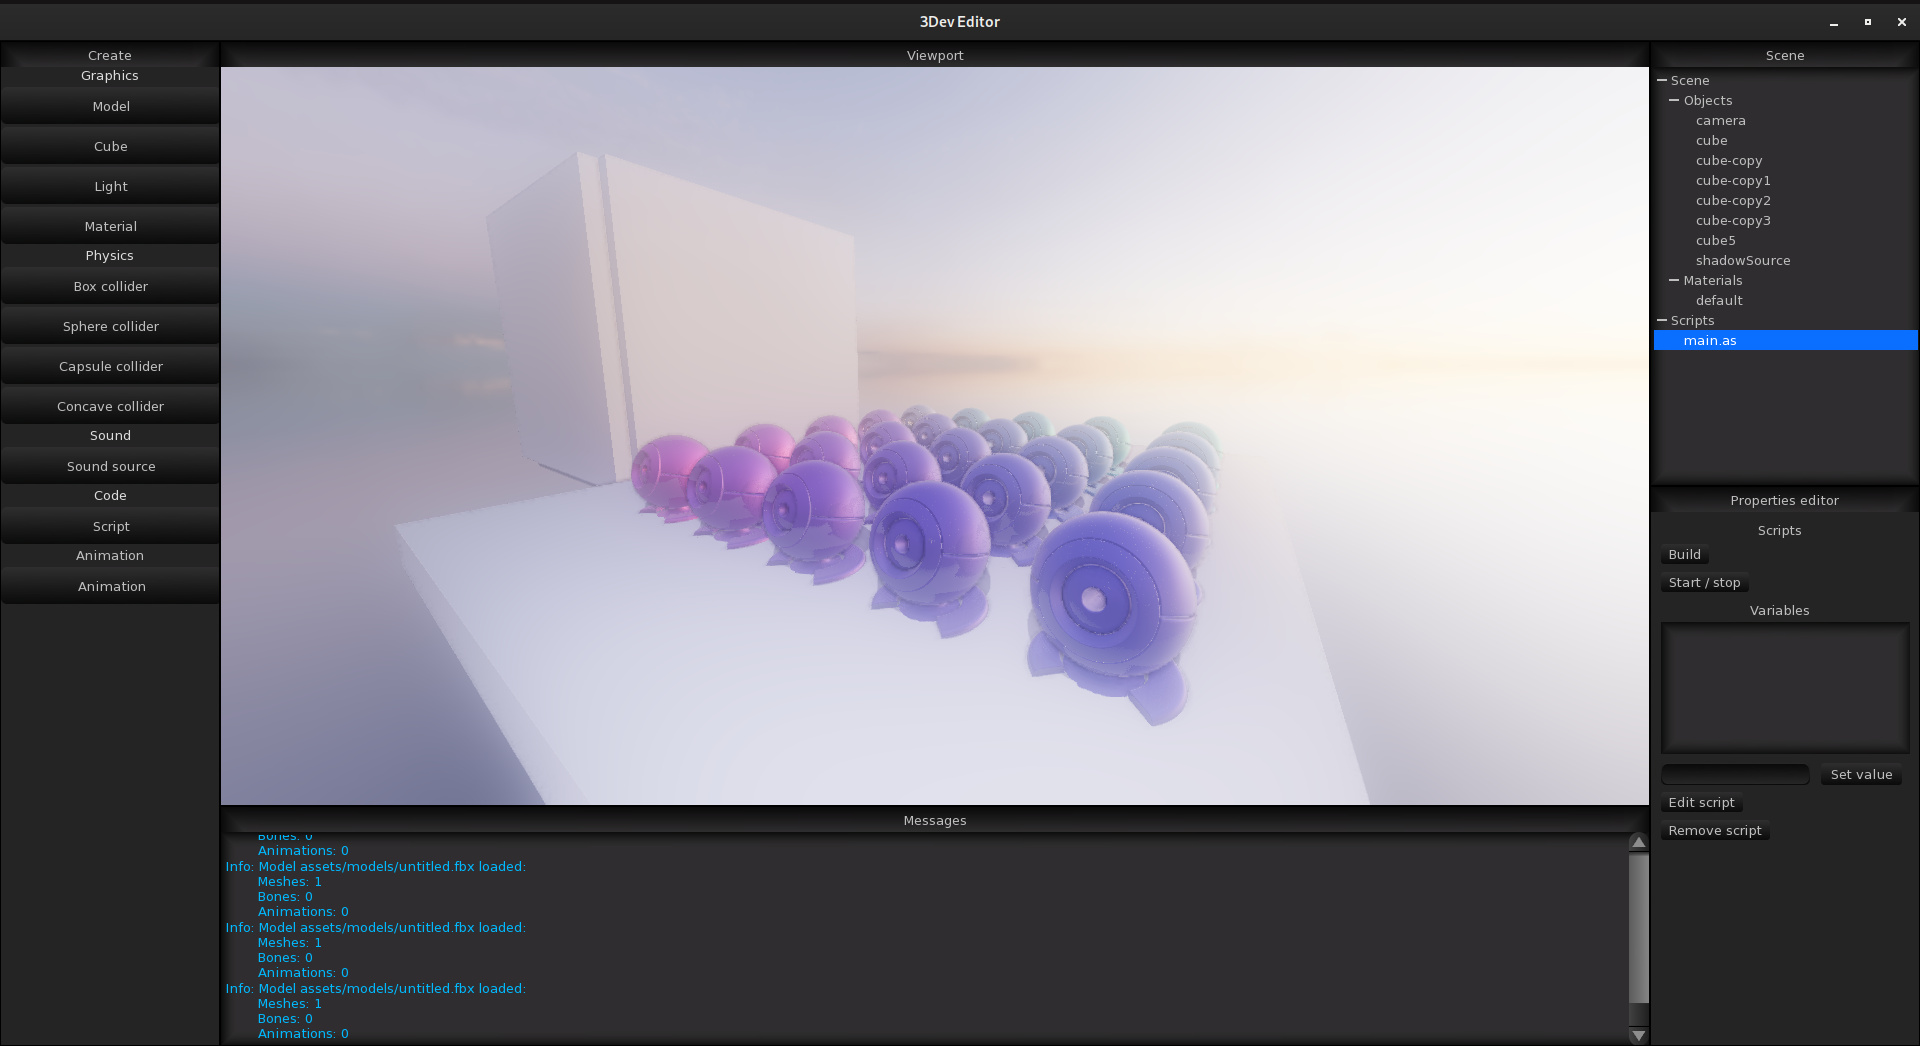 3Dev Editor
Create
Graphics
Model
Cube
Light
Material
Physics
Box collider
Sphere collider
Capsule collider
Concave collider
Sound
Sound source
Code
Script
Animation
Animation
Viewport
Messages
Bones: 0
Animations: 0
Info: Model assets/models/untitled.fbx loaded:
Meshes: 1
Bones: 0
Animations: 0
Info: Model assets/models/untitled.fbx loaded:
Meshes: 1
Bones: 0
Animations: 0
Info: Model assets/models/untitled.fbx loaded:
Meshes: 1
Bones: 0
Animations: 0
Scene
Scene
Objects
camera
cube
cube-copy
cube-copy1
cube-copy2
cube-copy3
cube5
shadowSource
Materials
default
Scripts
main.as
Properties editor
Scripts
Build
Start / stop
Variables
Set value
Edit script
Remove script